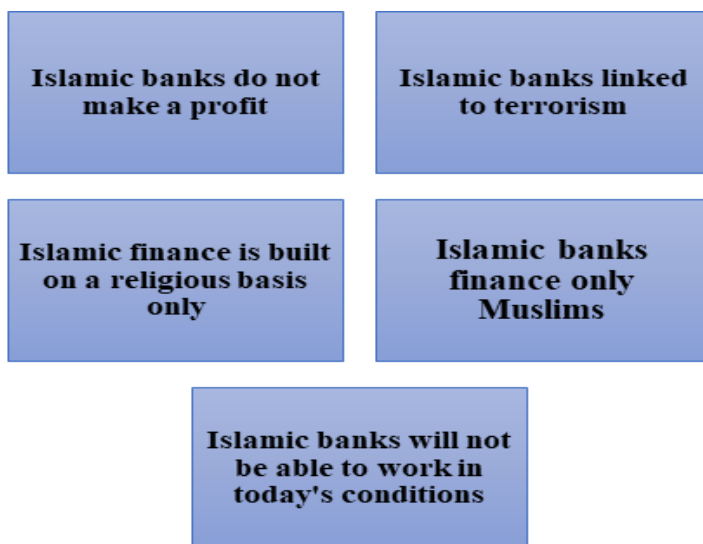 Islamic banks do not
make a profit
Islamic banks linked
to terrorism
Islamic finance is built
on a religious basis
only
Islamic banks
finance only
Muslims
Islamic banks will not
be able to work in
today's conditions